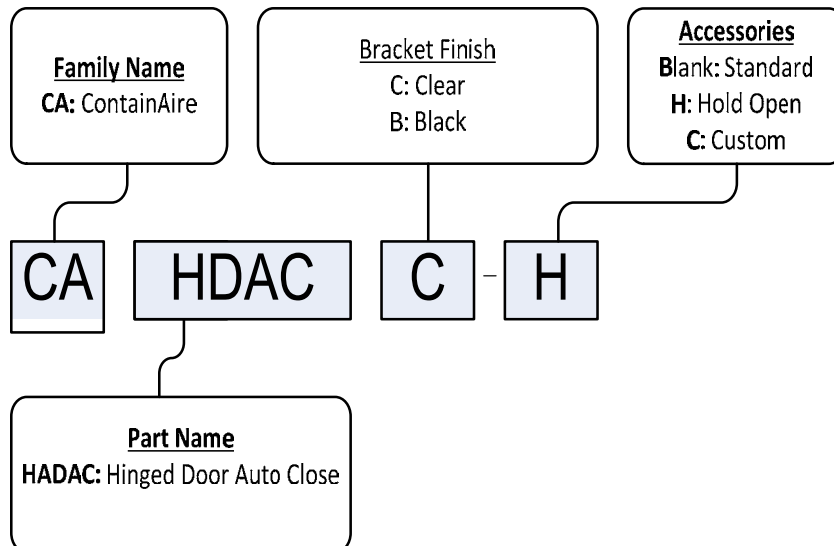 Family Name
CA: ContainAire
Bracket Finish
C: Clear
B: Black
Accessories
Blank: Standard
H: Hold Open
C: Custom
CA HDAC C – H
Part Name
HADAC: Hinged Door Auto Close